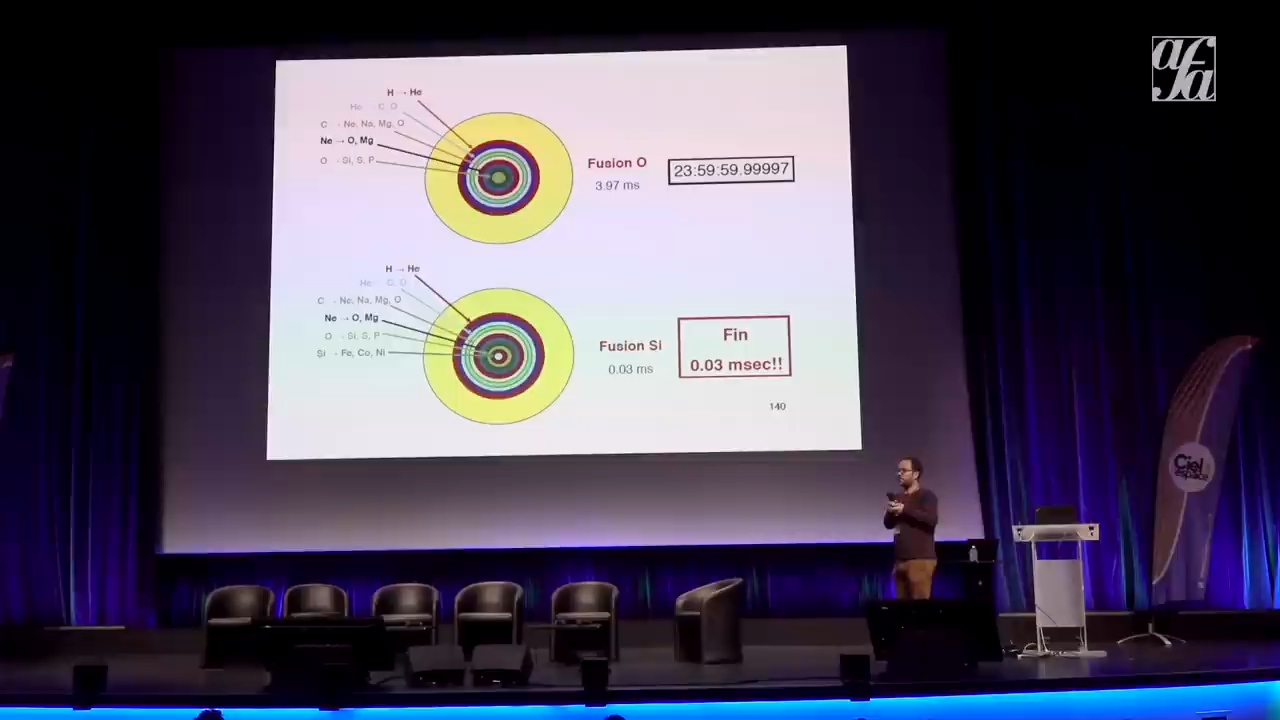 afa
H → He
He → C, O
C → Ne, Na, Mg, O
Ne → O, Mg
O → Si, S, P
Fusion O
3.97 ms
23:59:59.99997
H → He
He → C, O
C → Ne, Na, Mg, O
Ne → O, Mg
O → Si, S, P
Si → Fe, Co, Ni
Fusion Si
0.03 ms
Fin
0.03 msec!!
140
Ciel
espace